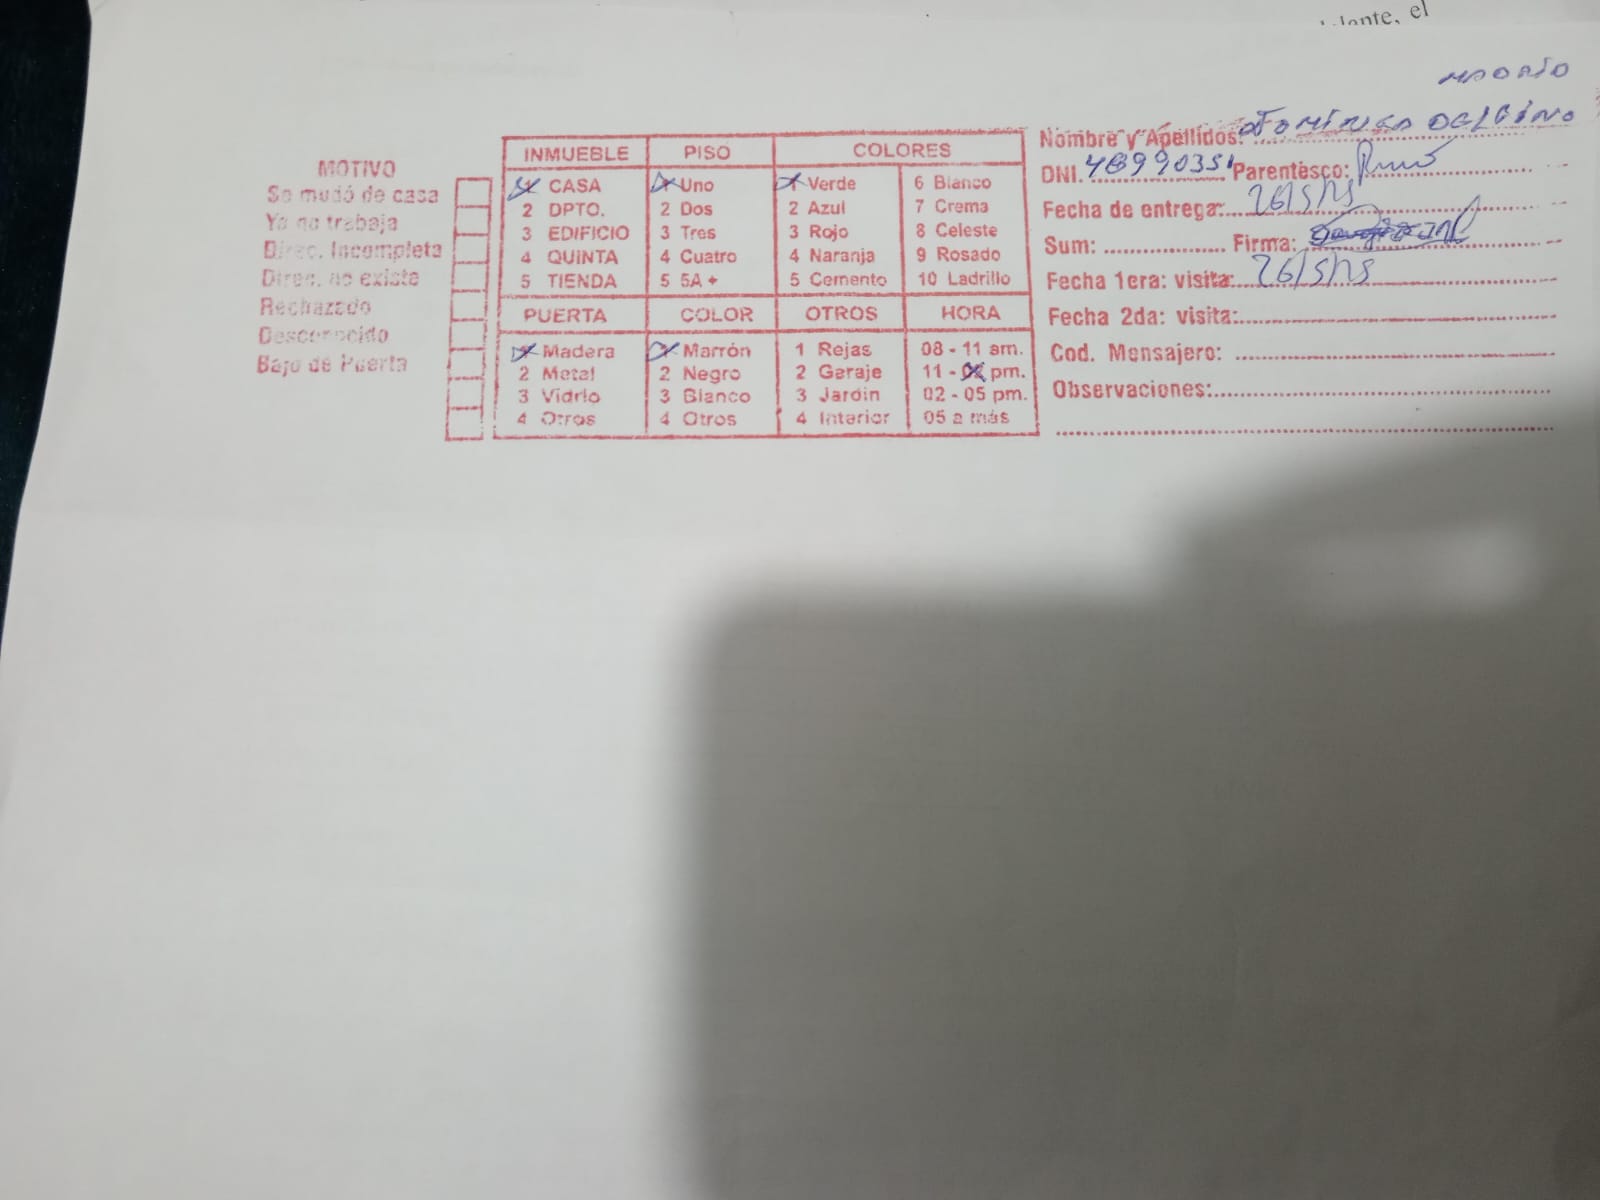 delante, el
MOTIVO
Se mudó de casa
Ya no trabaja
Direc. Incompleta
Direc. no existe
Rechazado
Desconocido
Bajo de Puerta
INMUEBLE PISO COLORES
CASA Uno Verde 6 Blanco
2 DPTO. 2 Dos 2 Azul 7 Crema
3 EDIFICIO 3 Tres 3 Rojo 8 Celeste
4 QUINTA 4 Cuatro 4 Naranja 9 Rosado
5 TIENDA 5 5A + 5 Cemento 10 Ladrillo
PUERTA COLOR OTROS HORA
Madera Marrón 1 Rejas 08 - 11 am.
2 Metal 2 Negro 2 Garaje 11 - 02 pm.
3 Vidrio 3 Blanco 3 Jardin 02 - 05 pm.
4 Otros 4 Otros 4 Interior 05 a más
Nombre y Apellidos:
DNI. 48990351 Parentesco:
Fecha de entrega:
Sum: Firma:
Fecha 1era: visita:
Fecha 2da: visita:
Cod. Mensajero:
Observaciones: